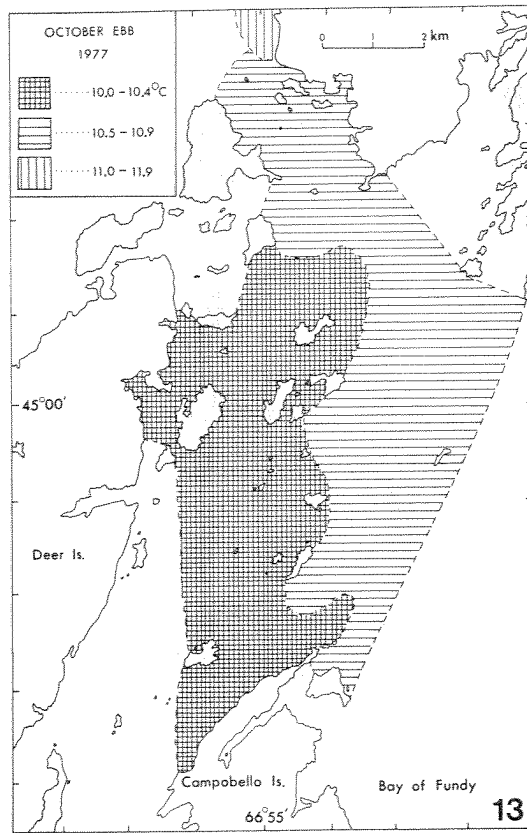 OCTOBER EBB
1977
10.0 – 10.4°C
10.5 – 10.9
11.0 – 11.9
0 2 km
45°00'
Deer Is.
Campobello Is.
Bay of Fundy
66°55'
13